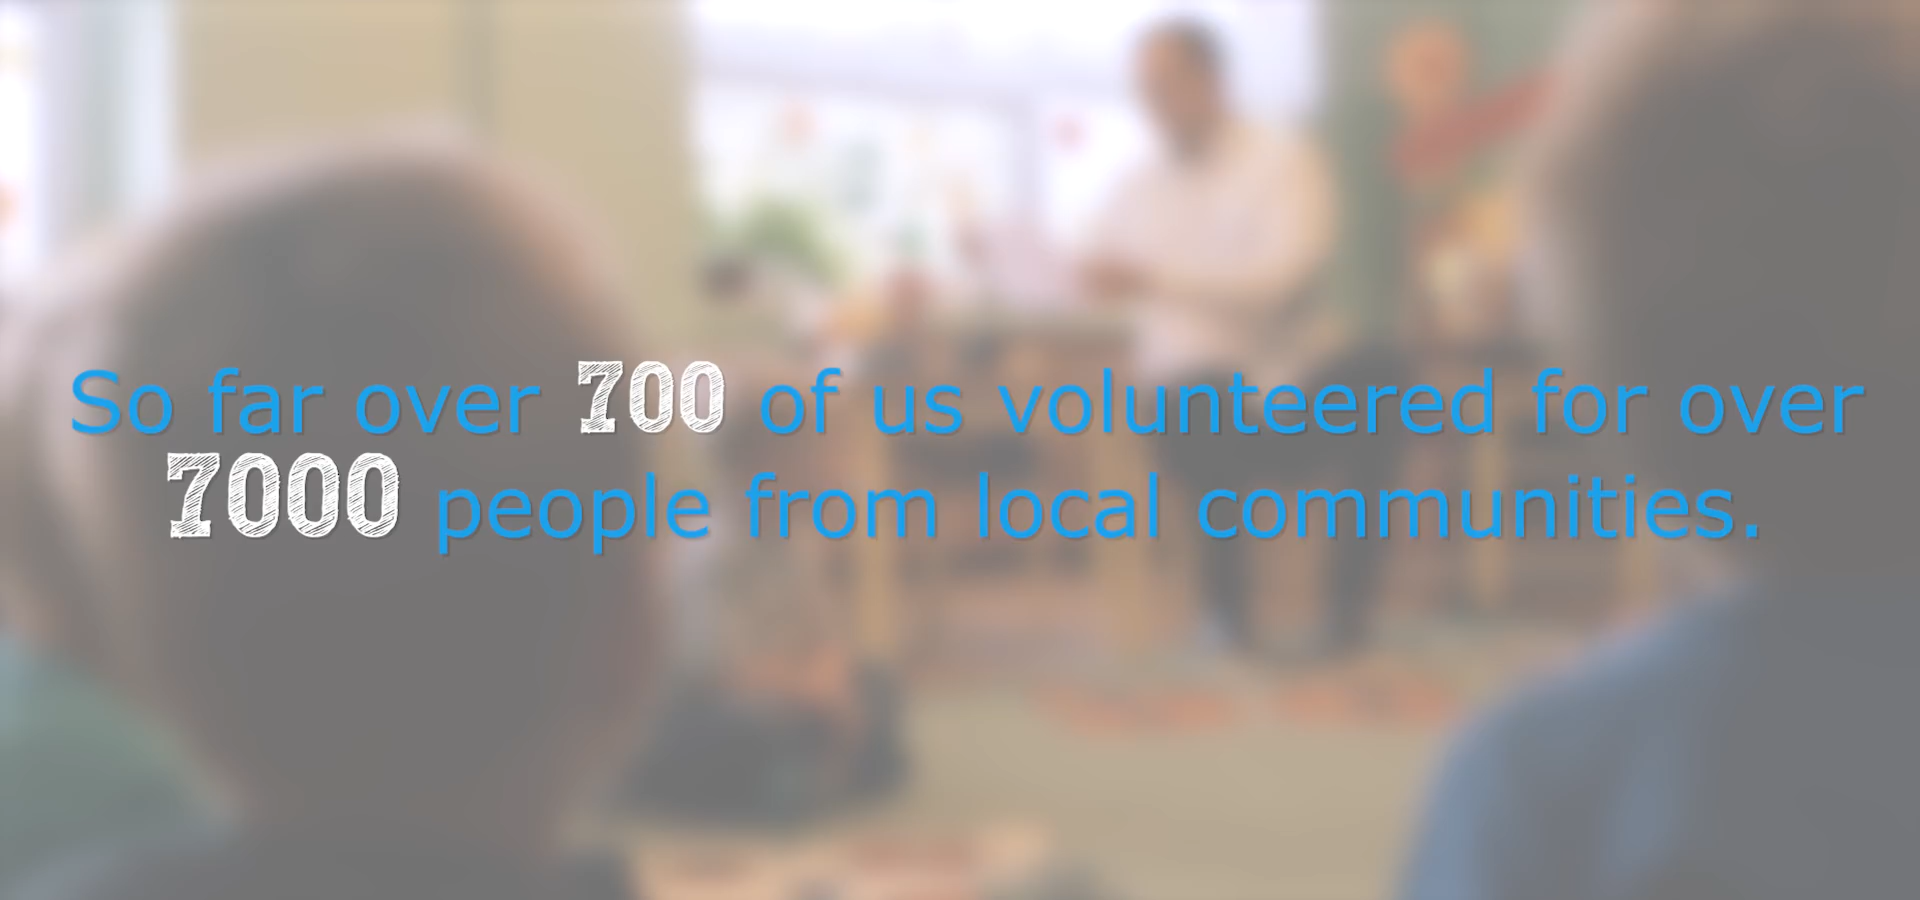 So far over 700 of us volunteered for over
7000 people from local communities.